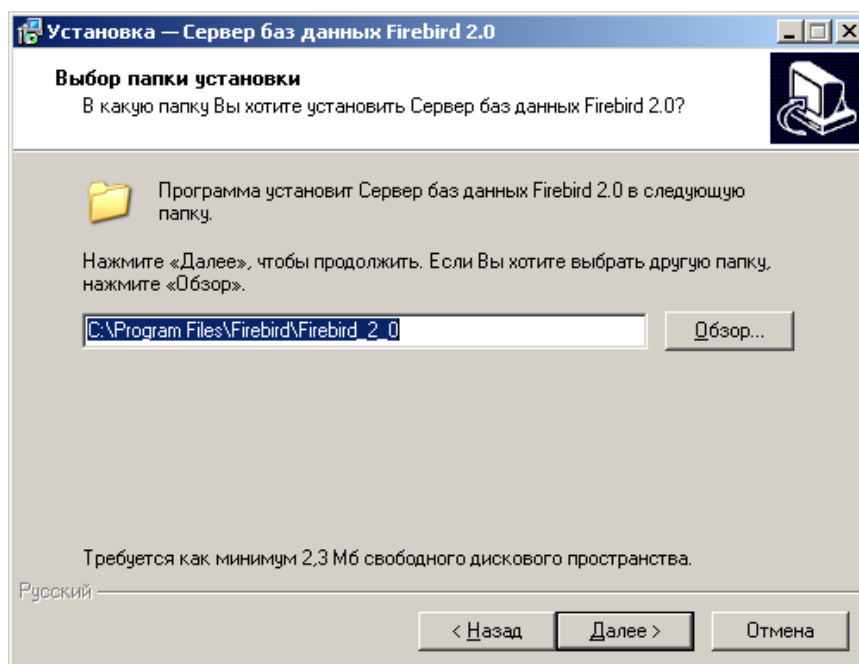 Установка — Сервер баз данных Firebird 2.0
Выбор папки установки
В какую папку Вы хотите установить Сервер баз данных Firebird 2.0?
Программа установит Сервер баз данных Firebird 2.0 в следующую
папку.
Нажмите «Далее», чтобы продолжить. Если Вы хотите выбрать другую папку,
нажмите «Обзор».
C:\Program Files\Firebird\Firebird_2_0
Обзор...
Требуется как минимум 2,3 Мб свободного дискового пространства.
Русский
< Назад
Далее >
Отмена